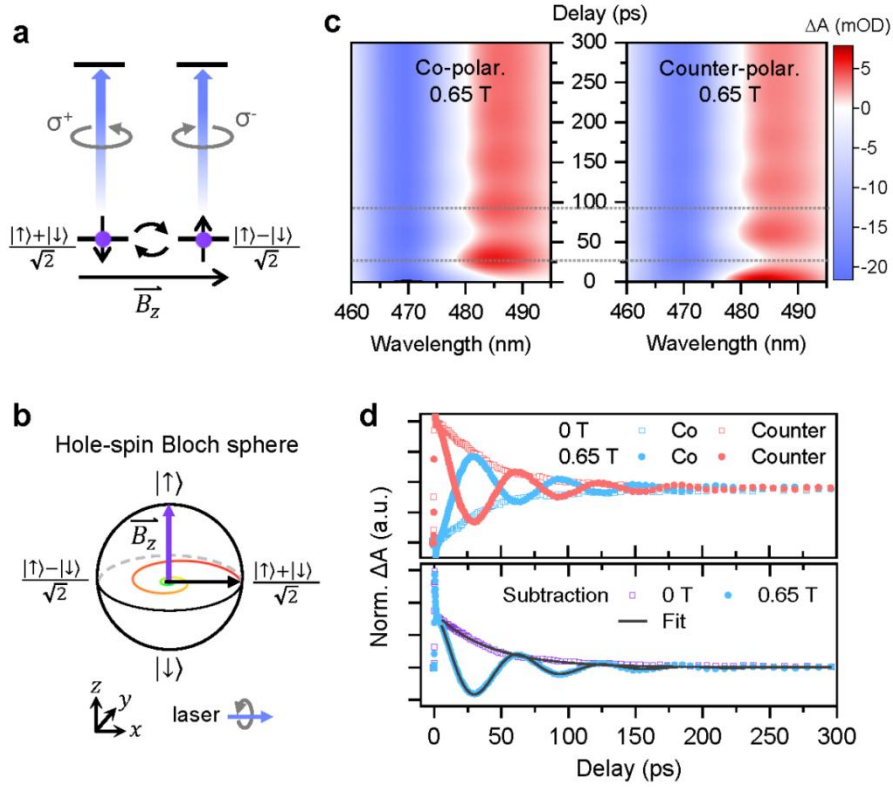 a
σ⁺
σ⁻
|↑⟩+|↓⟩
√2
|↑⟩−|↓⟩
√2
B_z
b
Hole-spin Bloch sphere
|↑⟩
B_z
|↑⟩−|↓⟩
√2
|↑⟩+|↓⟩
√2
|↓⟩
z
y
x
laser
c
Delay (ps)
ΔA (mOD)
Co-polar.
0.65 T
Counter-polar.
0.65 T
300
250
200
150
100
50
0
5
0
-5
-10
-15
-20
460 470 480 490
460 470 480 490
Wavelength (nm)
Wavelength (nm)
d
0 T Co Counter
0.65 T Co Counter
Norm. ΔA (a.u.)
Subtraction 0 T 0.65 T
Fit
0 50 100 150 200 250 300
Delay (ps)